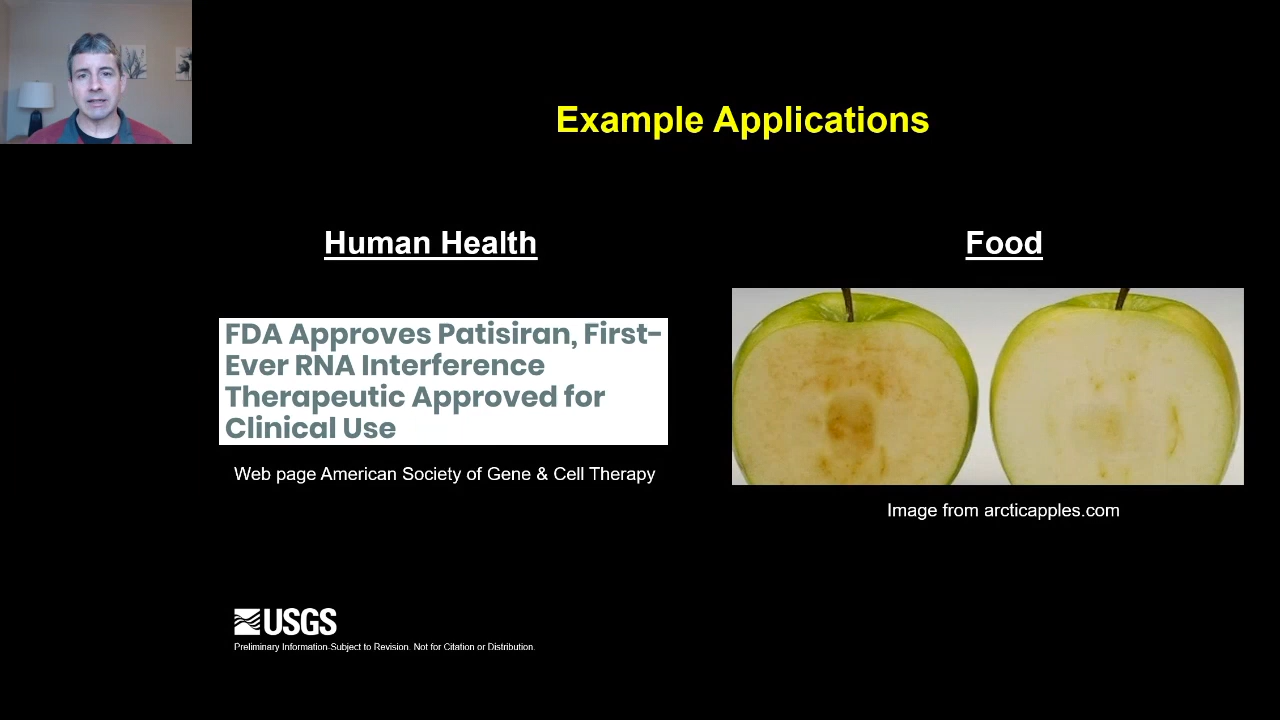 Example Applications
Human Health
Food
FDA Approves Patisiran, First-
Ever RNA Interference
Therapeutic Approved for
Clinical Use
Web page American Society of Gene & Cell Therapy
Image from arcticapples.com
USGS
Preliminary Information-Subject to Revision. Not for Citation or Distribution.